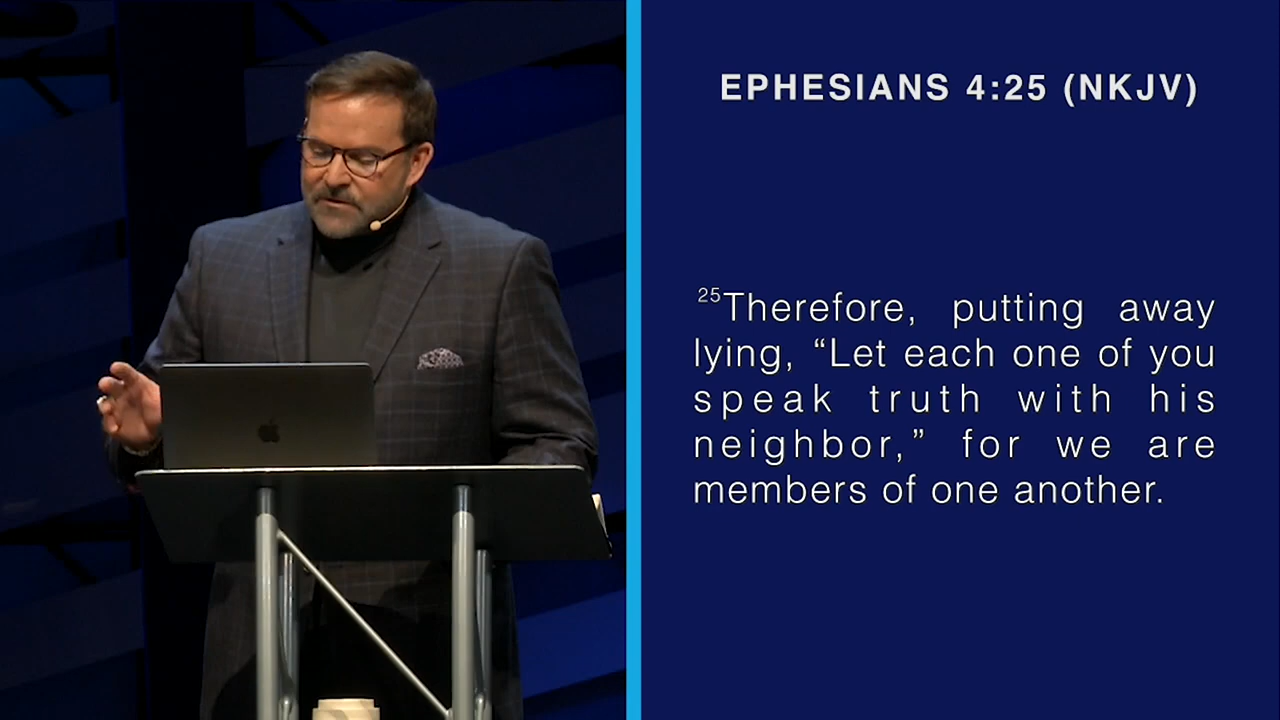 EPHESIANS 4:25 (NKJV)
25Therefore, putting away
lying, “Let each one of you
speak truth with his
neighbor,” for we are
members of one another.